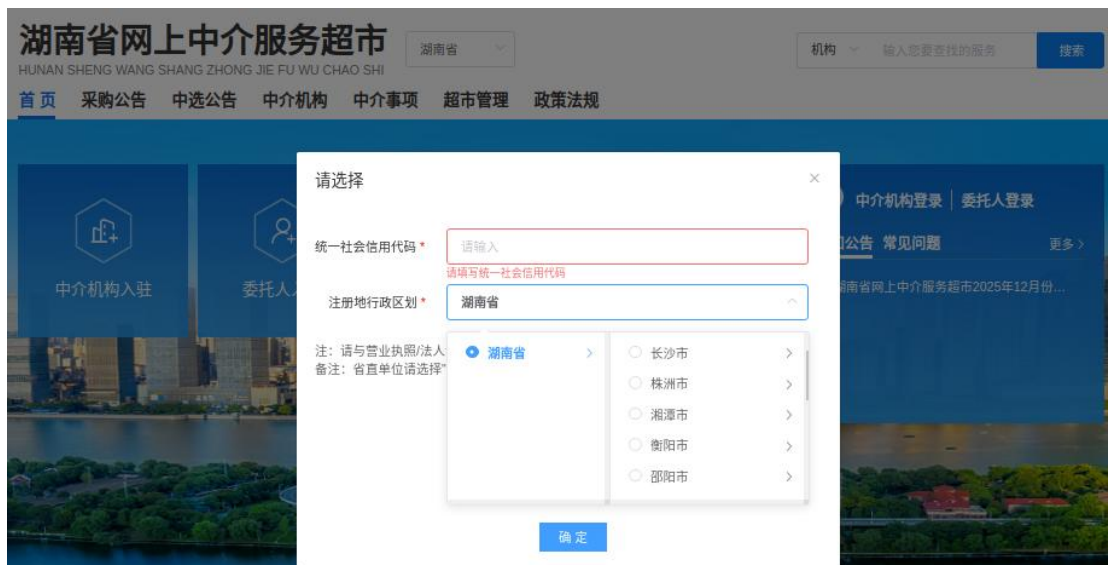 湖南省网上中介服务超市
HUNAN SHENG WANG SHANG ZHONG JIE FU WU CHAO SHI
湖南省
机构 输入您要查找的服务 搜索
首页 采购公告 中选公告 中介机构 中介事项 超市管理 政策法规
请选择
中介机构登录 委托人登录
公告 常见问题 更多
湖南省网上中介服务超市2025年12月份...
中介机构入驻
委托人
统一社会信用代码 * 请输入
请填写统一社会信用代码
注册地行政区划 * 湖南省
注：请与营业执照/法人
备注：省直单位请选择"
湖南省
长沙市
株洲市
湘潭市
衡阳市
邵阳市
确定